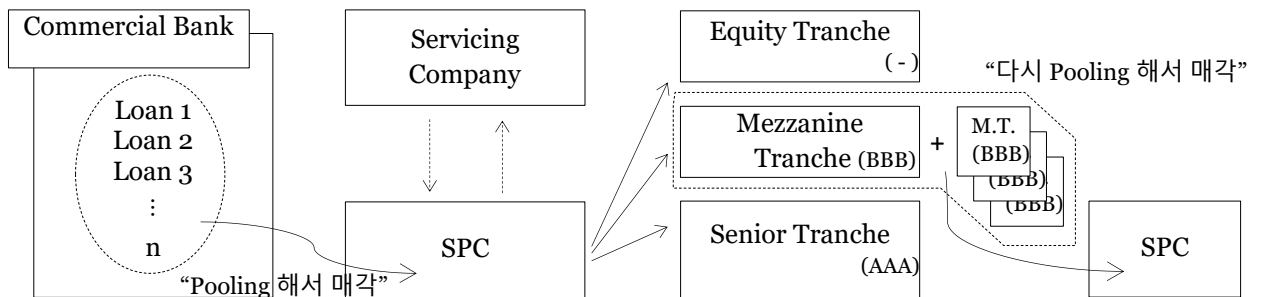 Commercial Bank
Loan 1
Loan 2
Loan 3
⋮
n
“Pooling 해서 매각”
Servicing
Company
SPC
Equity Tranche
( - )
Mezzanine
Tranche (BBB)
Senior Tranche
(AAA)
“다시 Pooling 해서 매각”
+
M.T.
(BBB)
(BBB)
(BBB)
SPC